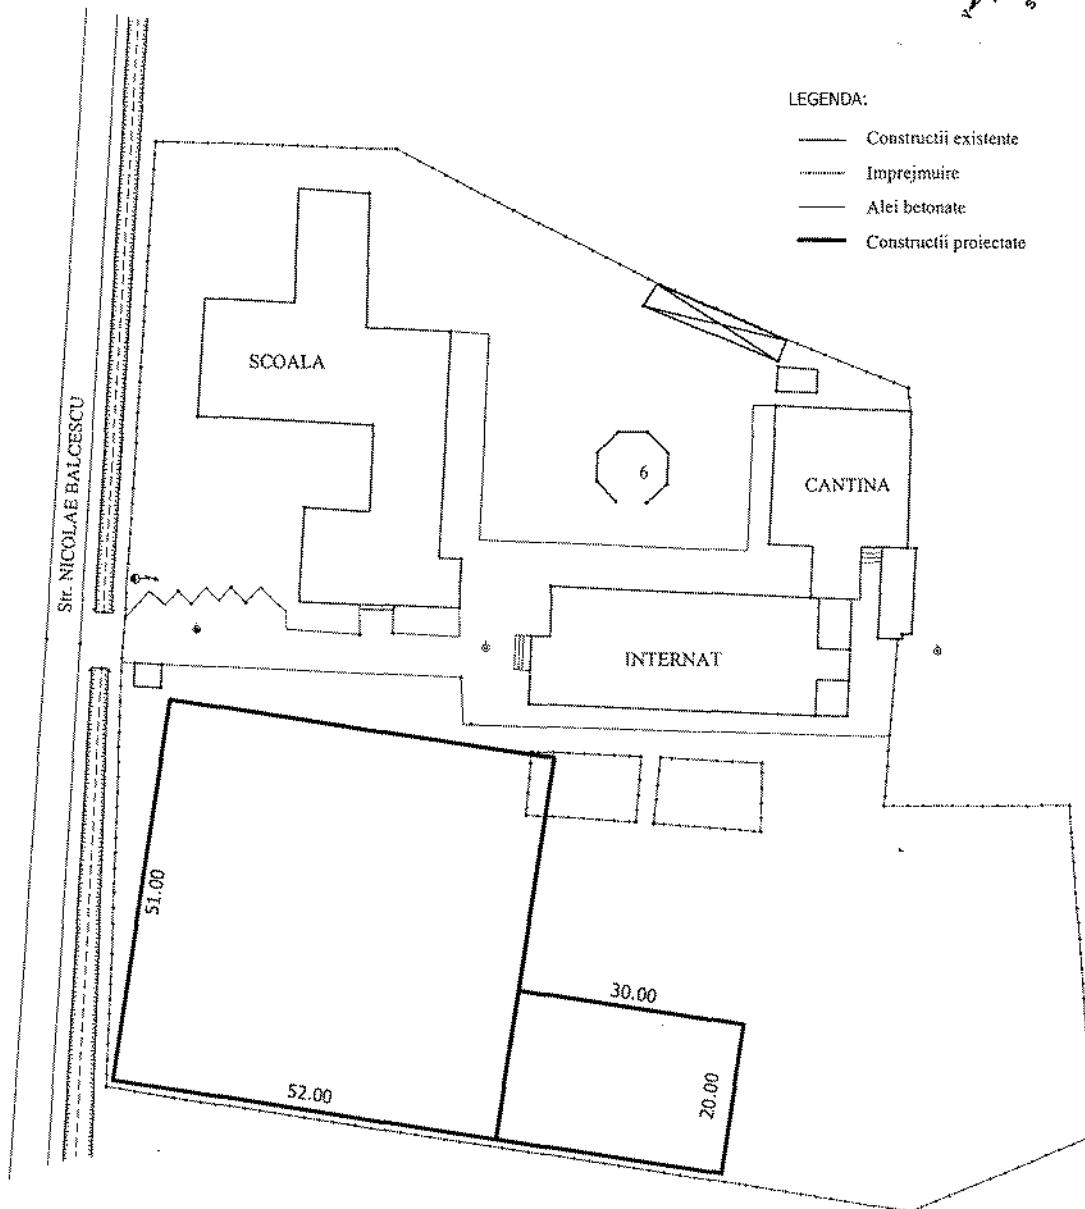 LEGENDA:
Constructii existente
Imprejmuire
Alei betonate
Constructii proiectate
SCOALA
Str. NICOLAE BALCESCU
6
CANTINA
INTERNAT
51.00
30.00
52.00
20.00